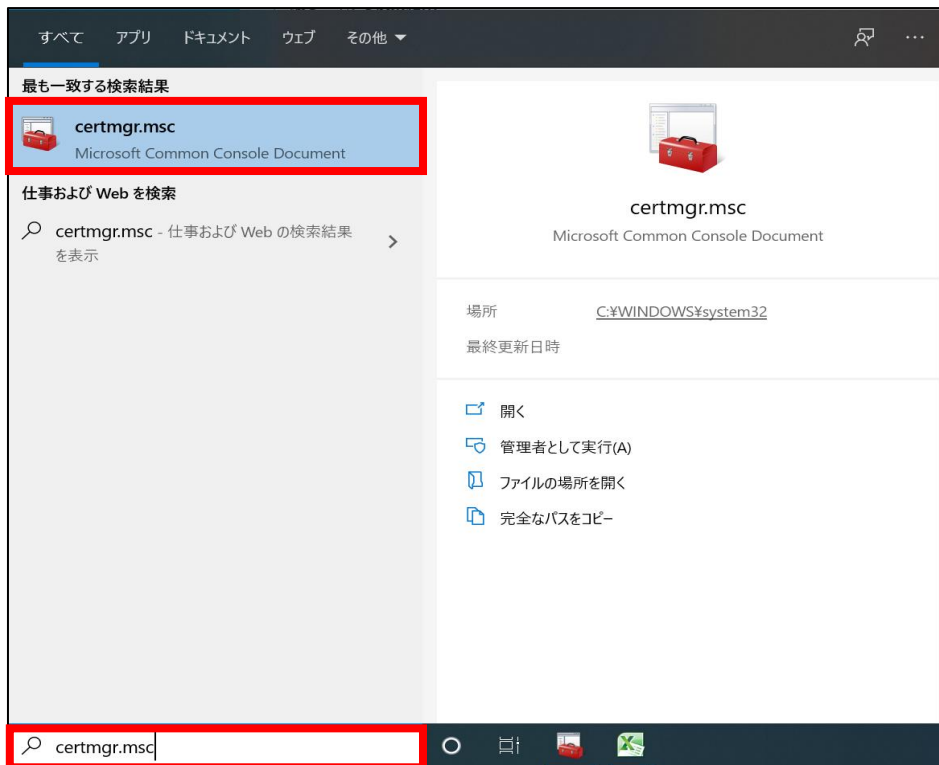 すべて アプリ ドキュメント ウェブ その他 ...
最も一致する検索結果
certmgr.msc
Microsoft Common Console Document
仕事および Web を検索
certmgr.msc - 仕事および Web の検索結果
を表示
certmgr.msc
Microsoft Common Console Document
場所 C:¥WINDOWS¥system32
最終更新日時
開く
管理者として実行(A)
ファイルの場所を開く
完全なパスをコピー
certmgr.msc